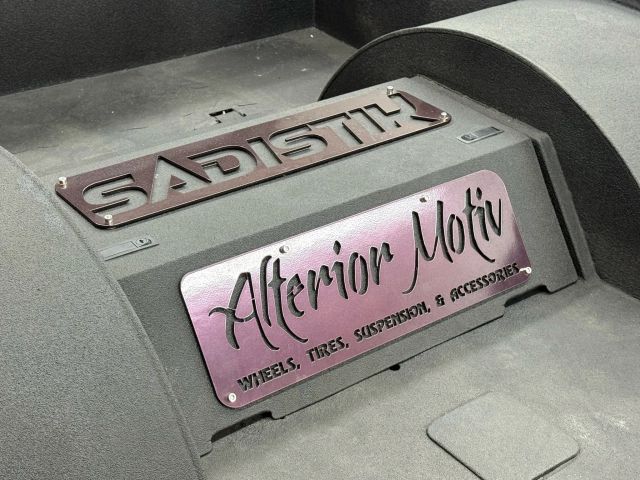 SADISTIK
Alterior Motiv
WHEELS, TIRES, SUSPENSION, & ACCESSORIES